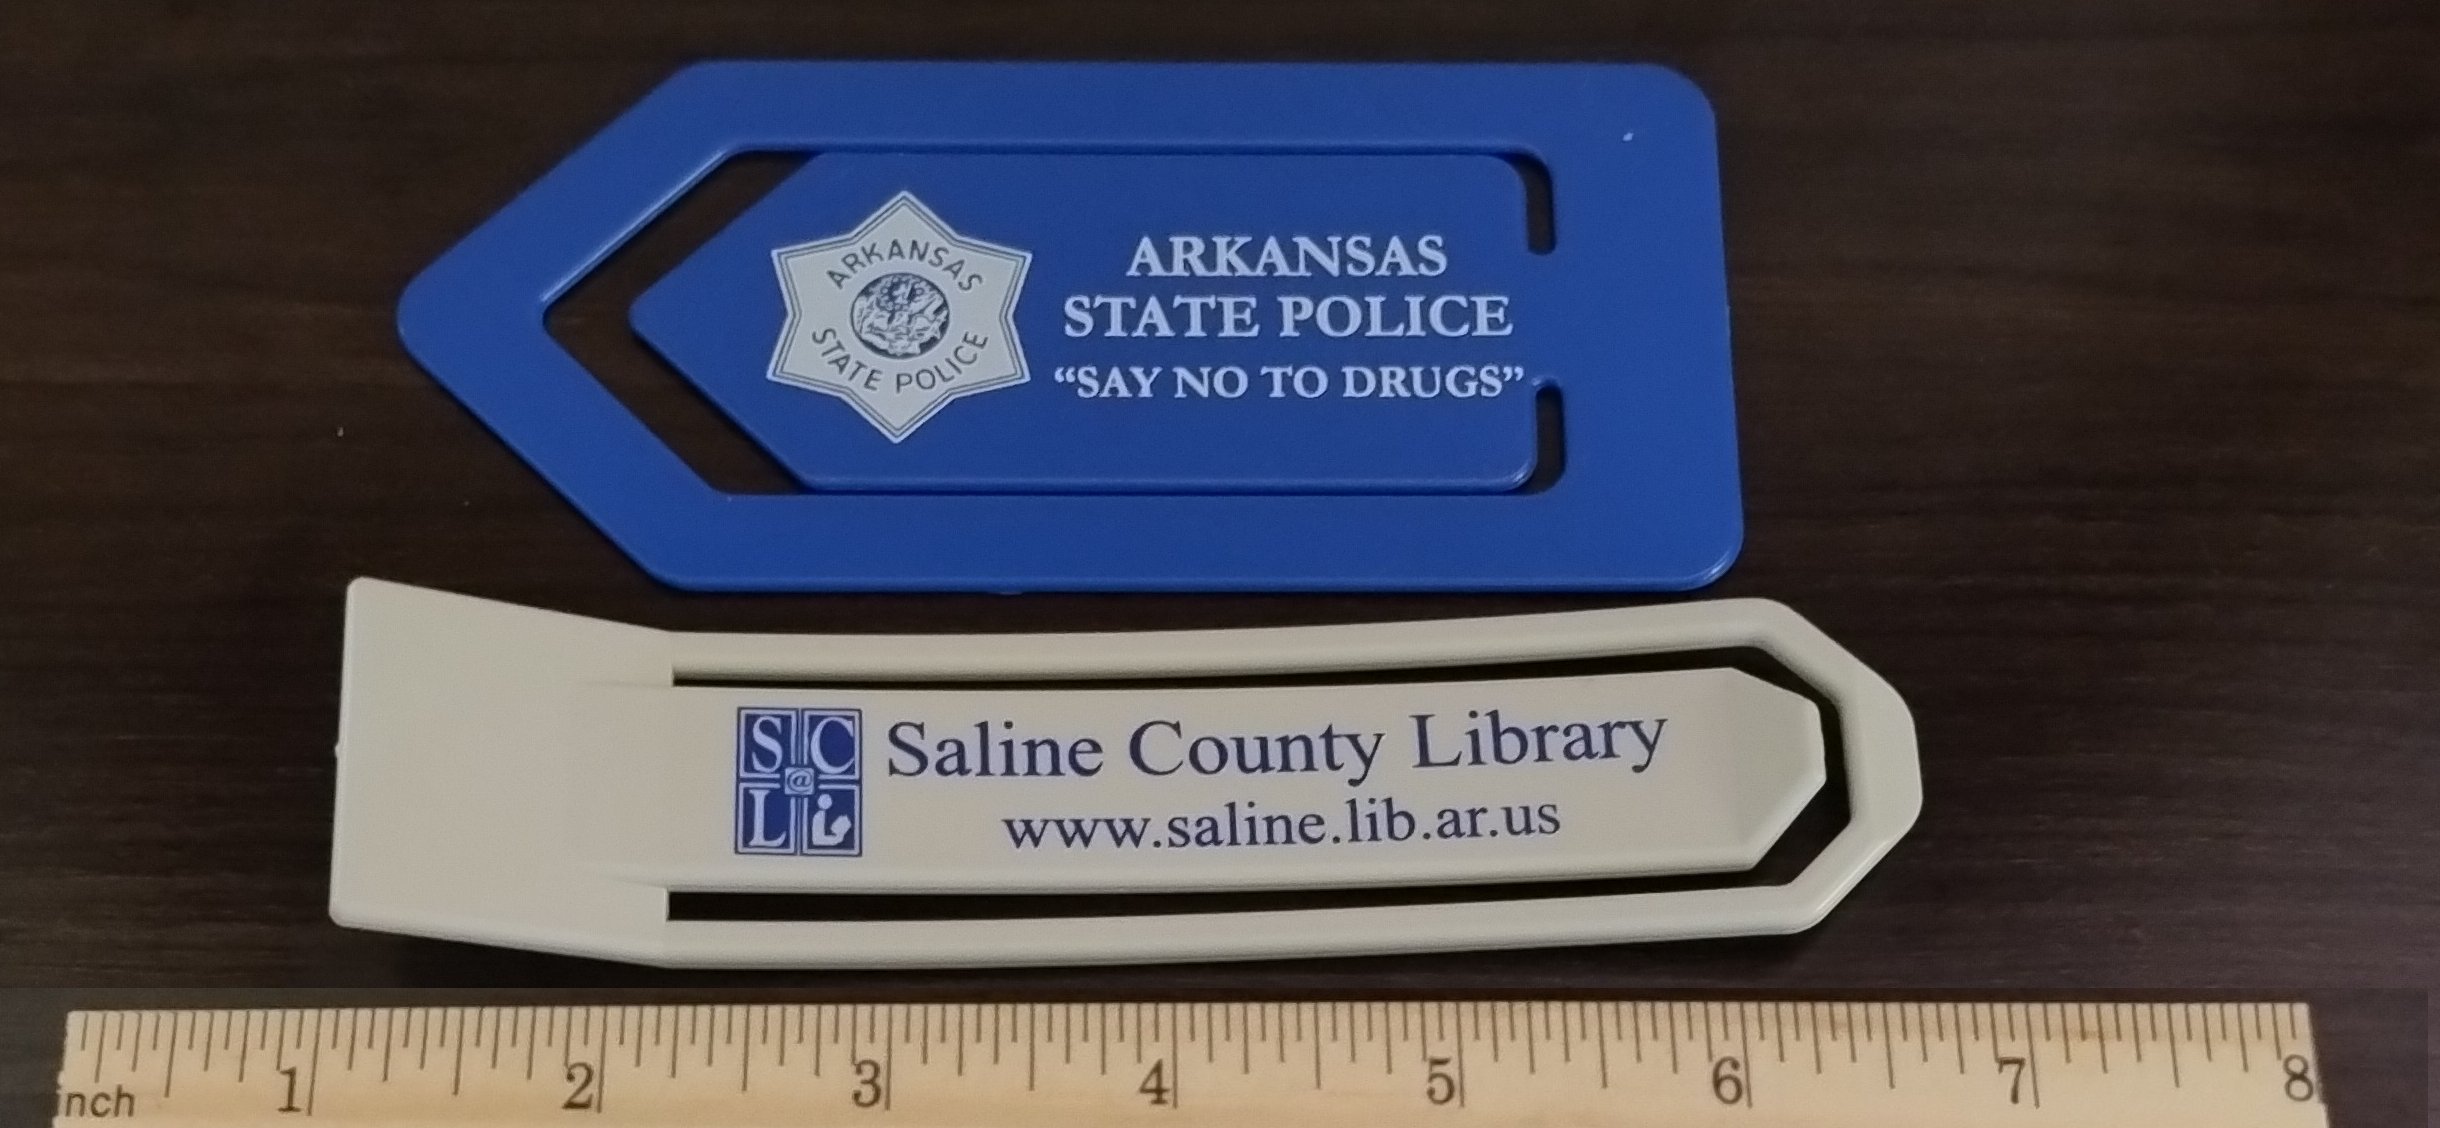 ARKANSAS
STATE POLICE
ARKANSAS
STATE POLICE
“SAY NO TO DRUGS”
S C
@
L
Saline County Library
www.saline.lib.ar.us
1 2 3 4 5 6 7 8
inch